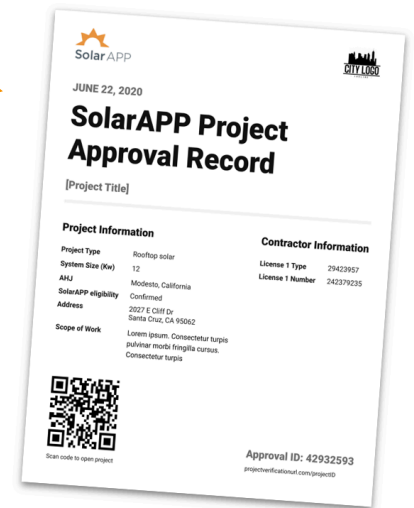 SolarAPP
CITY LOGO
JUNE 22, 2020
SolarAPP Project
Approval Record
[Project Title]
Project Information
Project Type Rooftop solar
System Size (Kw) 12
AHJ Modesto, California
SolarAPP eligibility Confirmed
Address 2027 E Cliff Dr
Santa Cruz, CA 95062
Scope of Work Lorem ipsum. Consectetur turpis
pulvinar morbi fringilla cursus.
Consectetur turpis
Contractor Information
License 1 Type 29423957
License 1 Number 242379235
Scan code to open project
Approval ID: 42932593
projectverificationurl.com/projectID